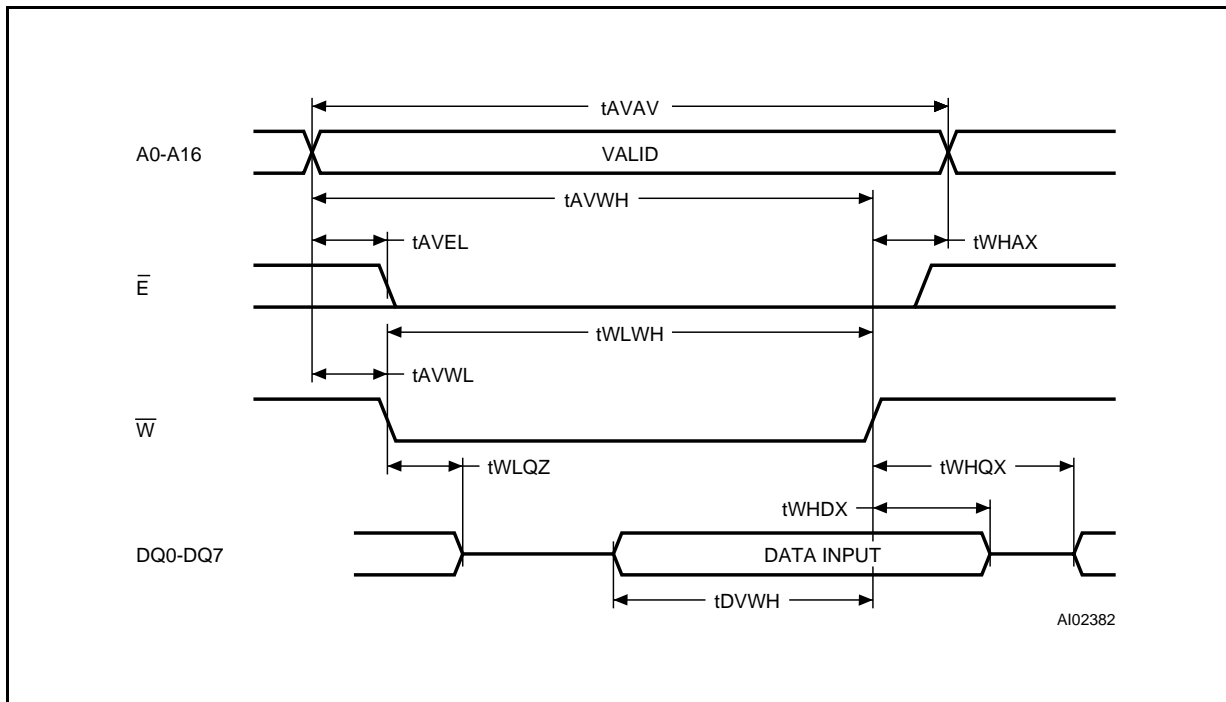 tAVAV
A0-A16
VALID
tAVWH
tAVEL
tWHAX
E̅
tWLWH
tAVWL
W̅
tWLQZ
tWHQX
tWHDX
DQ0-DQ7
DATA INPUT
tDVWH
AI02382